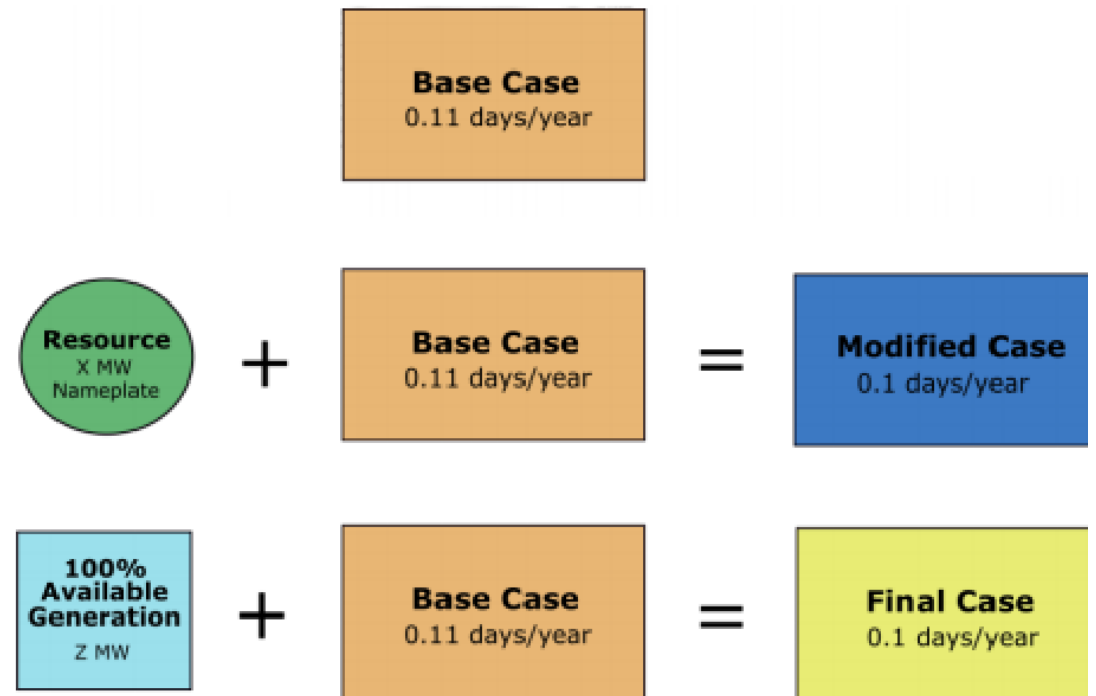 Base Case
0.11 days/year
Resource
X MW
Nameplate
+
Base Case
0.11 days/year
=
Modified Case
0.1 days/year
100%
Available
Generation
Z MW
+
Base Case
0.11 days/year
=
Final Case
0.1 days/year